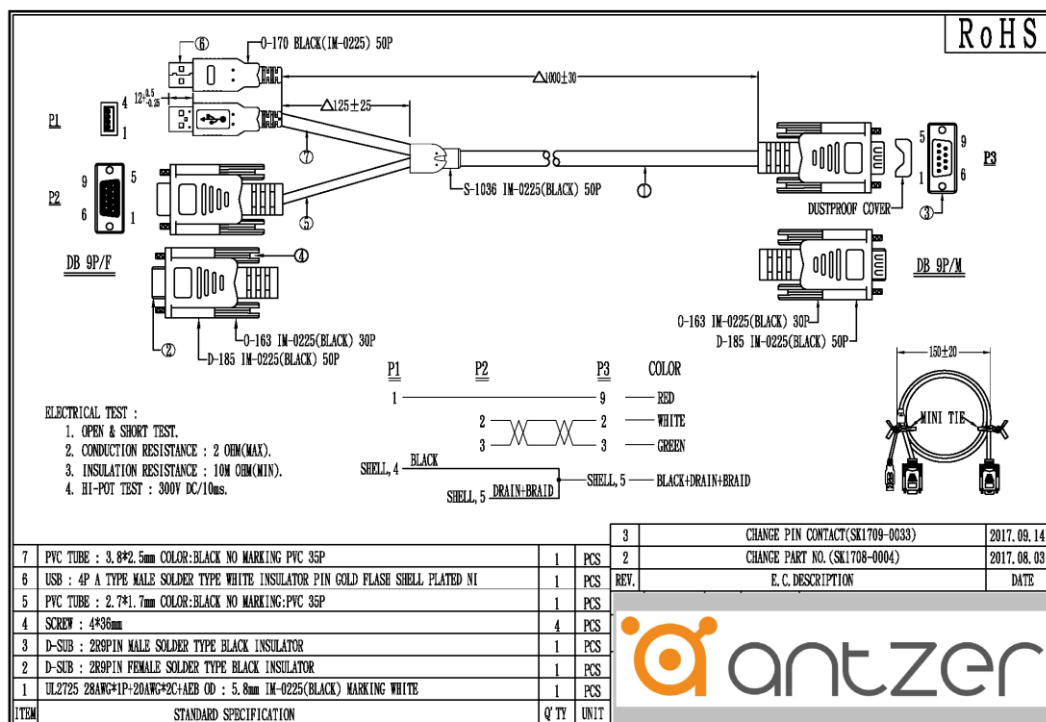 RoHS
⑥
O-170 BLACK(IM-0225) 50P
△1000±30
12+0.5 -0.25
△125±25
P1
4
1
⑦
P2
9
5
6
1
⑤
S-1036 IM-0225(BLACK) 50P
①
DUSTPROOF COVER
5
9
1
6
P3
③
DB 9P/F
④
DB 9P/M
②
O-163 IM-0225(BLACK) 30P
D-185 IM-0225(BLACK) 50P
O-163 IM-0225(BLACK) 30P
D-185 IM-0225(BLACK) 50P
P1 P2 P3 COLOR
1 9 RED
2 2 WHITE
3 3 GREEN
SHELL, 4 BLACK
SHELL, 5 BLACK+DRAIN+BRAID
SHELL, 5 DRAIN+BRAID
150±20
MINI TIE
ELECTRICAL TEST :
1. OPEN & SHORT TEST.
2. CONDUCTION RESISTANCE : 2 OHM(MAX).
3. INSULATION RESISTANCE : 10M OHM(MIN).
4. HI-POT TEST : 300V DC/10ms.
7 PVC TUBE : 3.8*2.5mm COLOR:BLACK NO MARKING PVC 35P 1 PCS
6 USB : 4P A TYPE MALE SOLDER TYPE WHITE INSULATOR PIN GOLD FLASH SHELL PLATED NI 1 PCS
5 PVC TUBE : 2.7*1.7mm COLOR:BLACK NO MARKING:PVC 35P 1 PCS
4 SCREW : 4*36mm 4 PCS
3 D-SUB : 2R9PIN MALE SOLDER TYPE BLACK INSULATOR 1 PCS
2 D-SUB : 2R9PIN FEMALE SOLDER TYPE BLACK INSULATOR 1 PCS
1 UL2725 28AWG*1P+20AWG*2C+AEB OD : 5.8mm IM-0225(BLACK) MARKING WHITE 1 PCS
ITEM STANDARD SPECIFICATION Q'TY UNIT
3 CHANGE PIN CONTACT(SK1709-0033) 2017.09.14
2 CHANGE PART NO.(SK1708-0004) 2017.08.03
REV. E.C.DESCRIPTION DATE
antzer